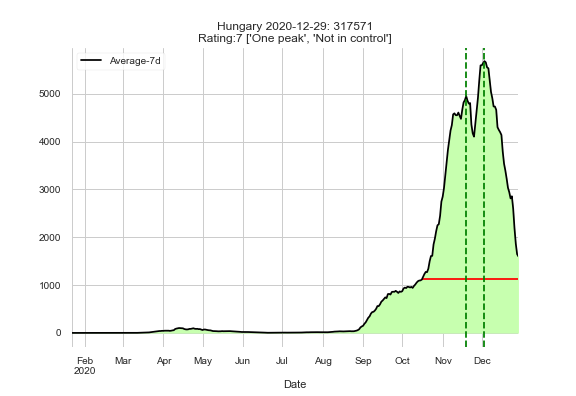 Hungary 2020-12-29: 317571
Rating:7 ['One peak', 'Not in control']
Average-7d
5000
4000
3000
2000
1000
0
Feb Mar Apr May Jun Jul Aug Sep Oct Nov Dec
2020
Date